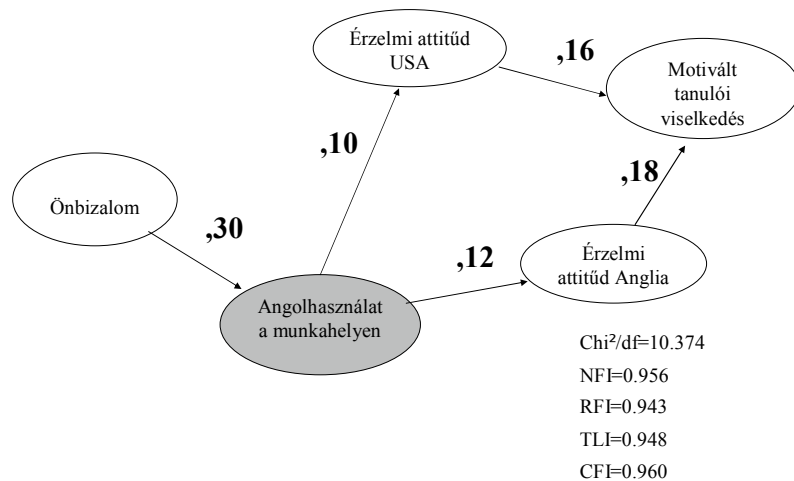 Érzelmi attitűd
USA
,16
Motivált
tanulói
viselkedés
,10
,18
Önbizalom
,30
,12
Érzelmi
attitűd Anglia
Angolhasználat
a munkahelyen
Chi²/df=10.374
NFI=0.956
RFI=0.943
TLI=0.948
CFI=0.960